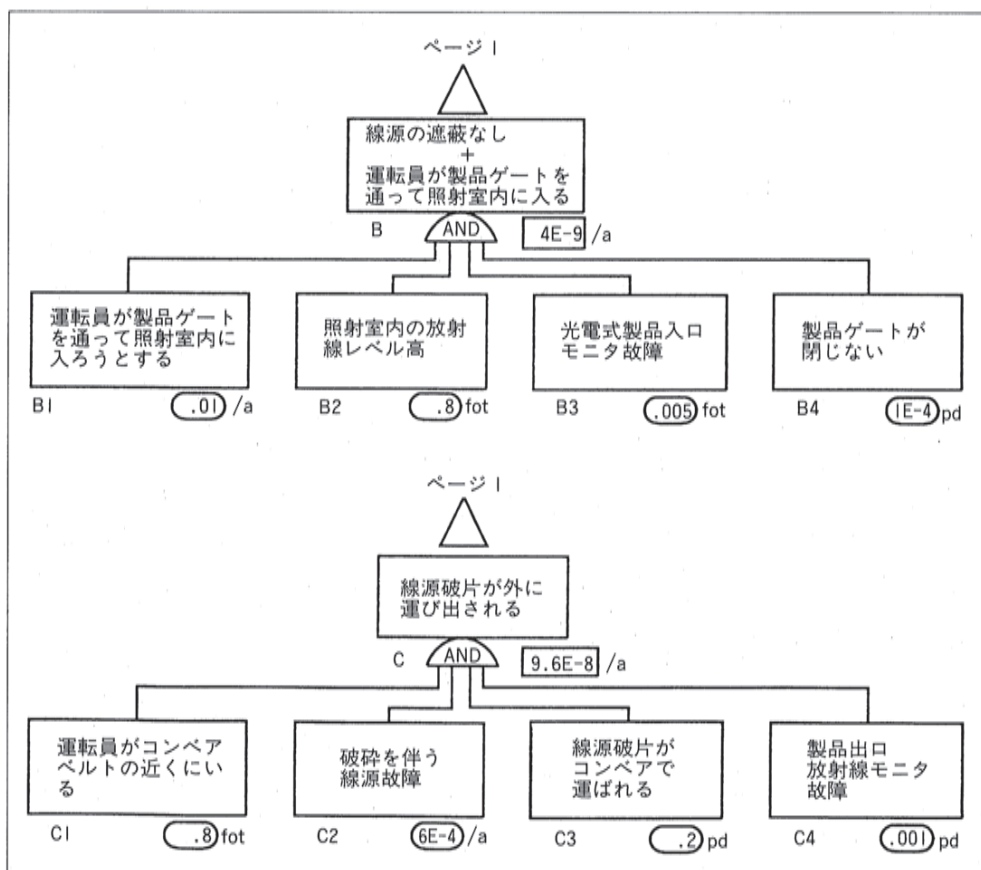 ページ 1
線源の遮蔽なし
+
運転員が製品ゲートを
通って照射室内に入る
B
AND
4E-9 /a
運転員が製品ゲート
を通って照射室内に
入ろうとする
B1
.01 /a
照射室内の放射
線レベル高
B2
.8 fot
光電式製品入口
モニタ故障
B3
.005 fot
製品ゲートが
閉じない
B4
1E-4 pd
ページ 1
線源破片が外に
運び出される
C
AND
9.6E-8 /a
運転員がコンベア
ベルトの近くにい
る
C1
.8 fot
破砕を伴う
線源故障
C2
6E-4 /a
線源破片が
コンベアで
運ばれる
C3
.2 pd
製品出口
放射線モニタ
故障
C4
.001 pd